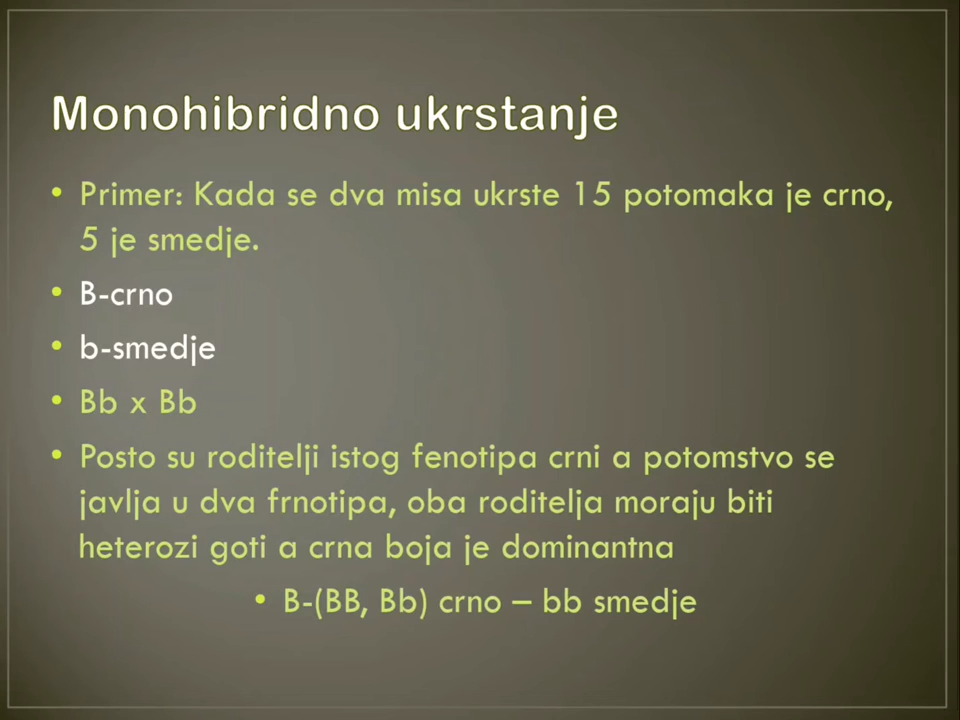 Monohibridno ukrstanje
• Primer: Kada se dva misa ukrste 15 potomaka je crno,
5 je smedje.
• B-crno
• b-smedje
• Bb x Bb
• Posto su roditelji istog fenotipa crni a potomstvo se
javlja u dva frnotipa, oba roditelja moraju biti
heterozi goti a crna boja je dominantna
• B-(BB, Bb) crno – bb smedje